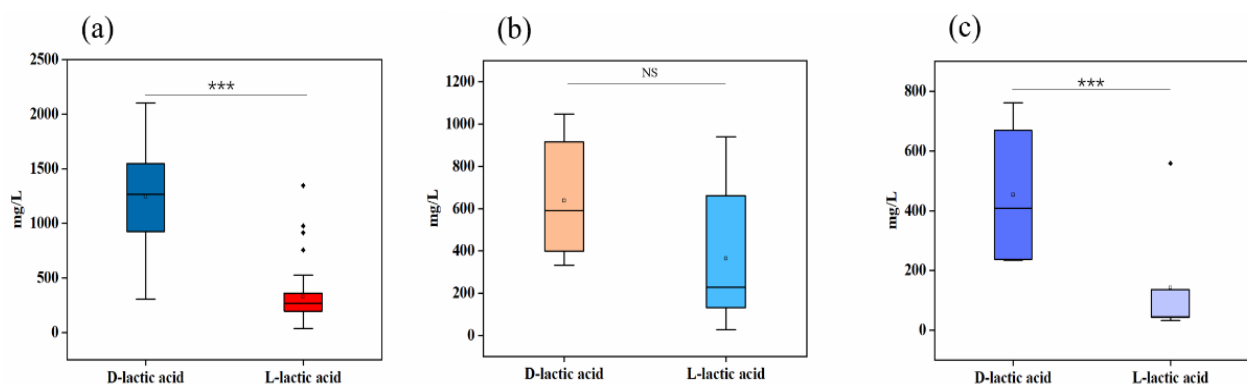 (a)
2500
2000
1500
1000
500
0
mg/L
***
D-lactic acid
L-lactic acid
(b)
1200
1000
800
600
400
200
0
mg/L
NS
D-lactic acid
L-lactic acid
(c)
800
600
400
200
0
mg/L
***
D-lactic acid
L-lactic acid